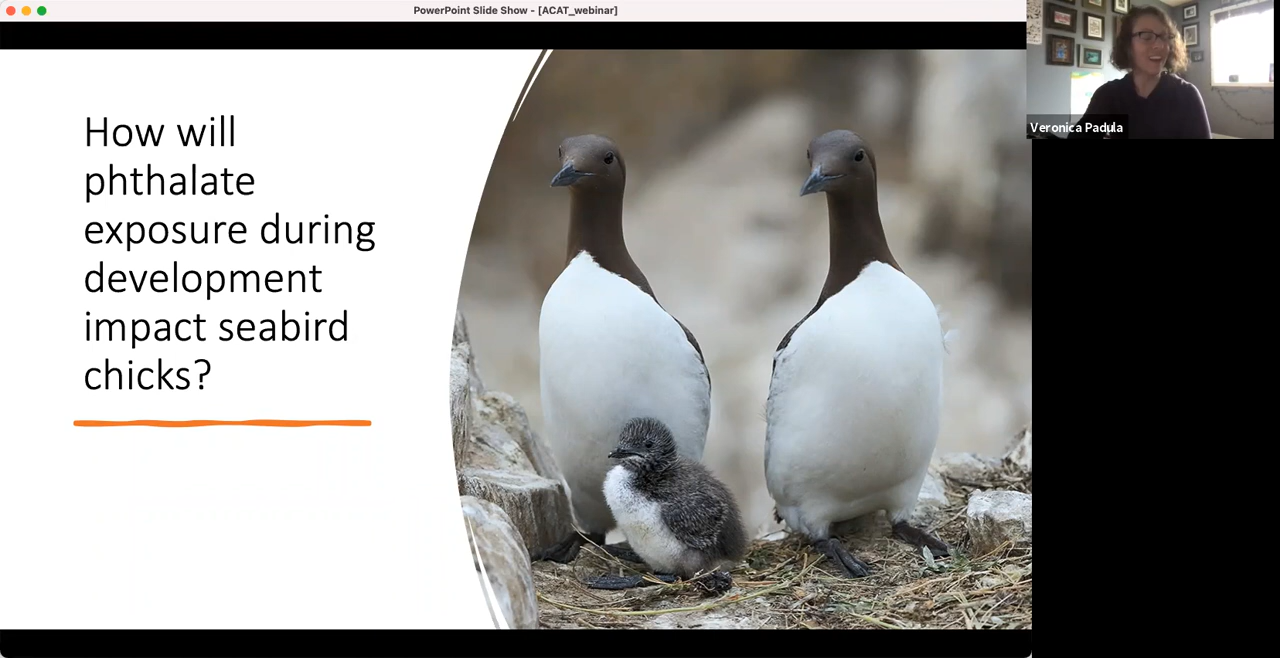 PowerPoint Slide Show - [ACAT_webinar]
How will
phthalate
exposure during
development
impact seabird
chicks?
Veronica Padula